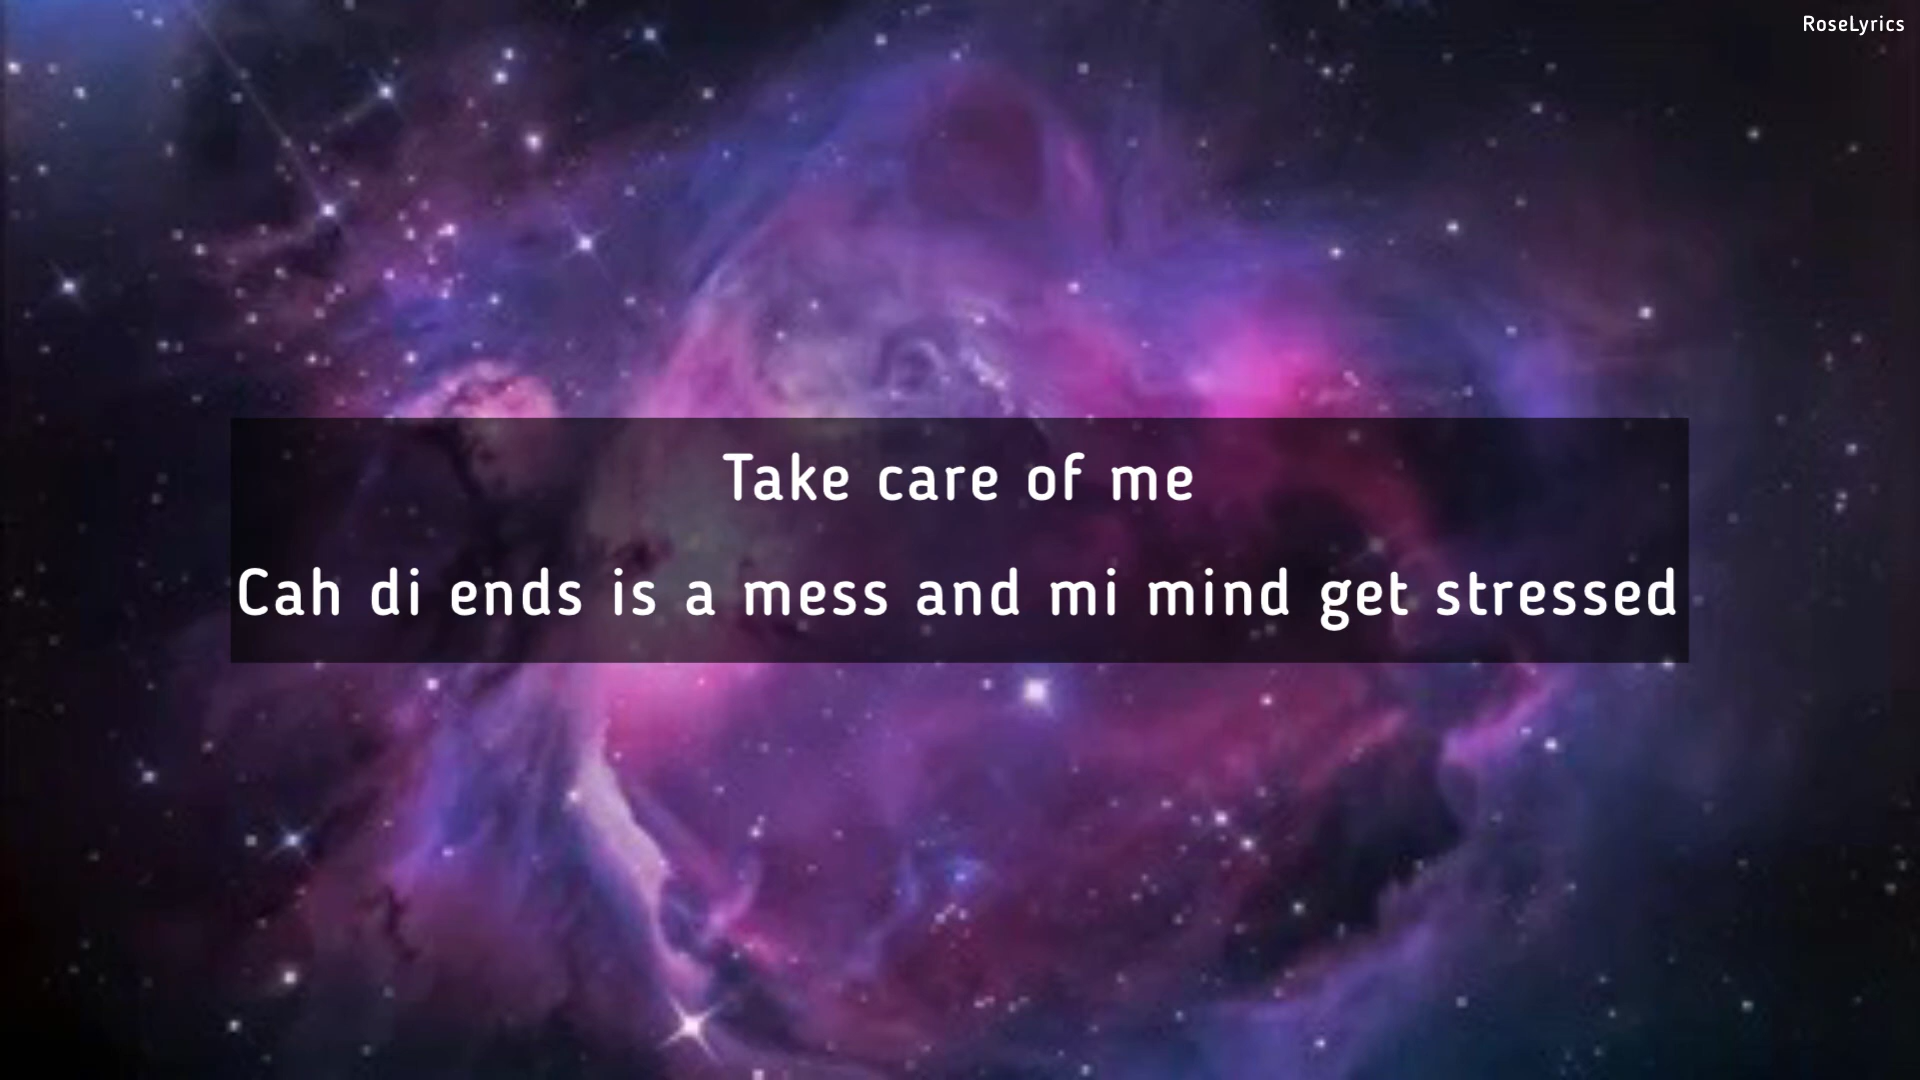 RoseLyrics
Take care of me
Cah di ends is a mess and mi mind get stressed